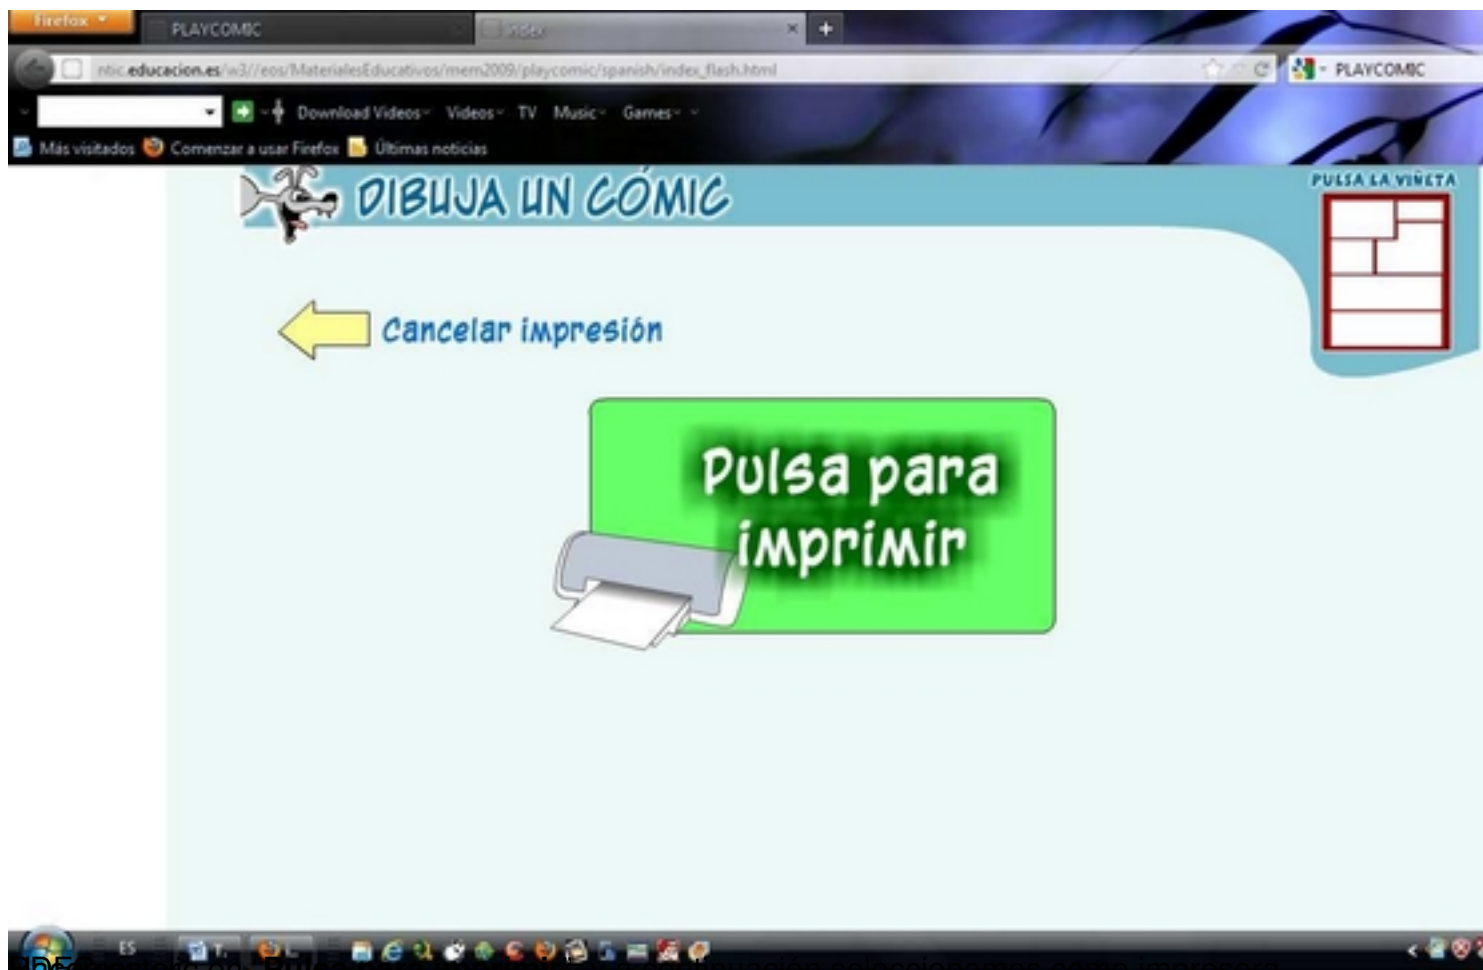 Firefox
PLAYCOMIC
index
ntic.educacion.es/w3//eos/MaterialesEducativos/mem2009/playcomic/spanish/index_flash.html
PLAYCOMIC
Download Videos Videos TV Music Games
Más visitados Comenzar a usar Firefox Últimas noticias
DIBUJA UN CÓMIC
PULSA LA VIÑETA
Cancelar impresión
Pulsa para
imprimir
ES
T.
L